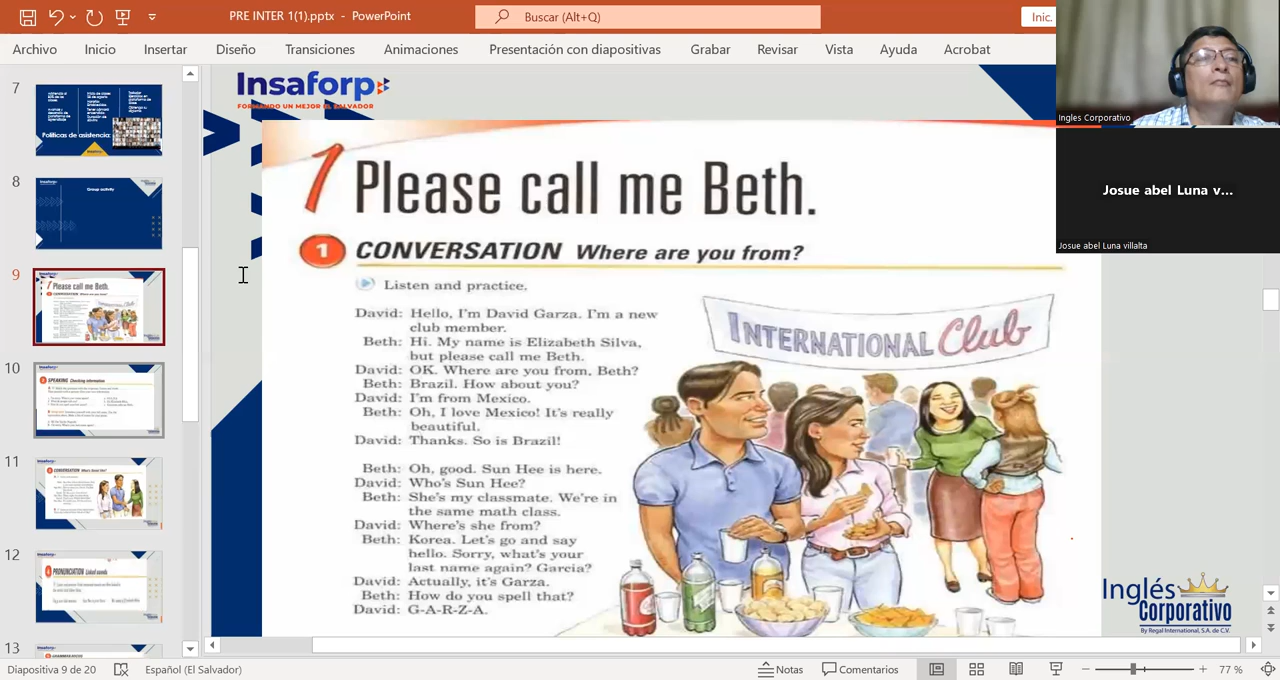 PRE INTER 1(1).pptx - PowerPoint
Buscar (Alt+Q)
Inic.
Archivo Inicio Insertar Diseño Transiciones Animaciones Presentación con diapositivas Grabar Revisar Vista Ayuda Acrobat
Ingles Corporativo
Josue abel Luna v...
Josue abel Luna villalta
7
Políticas de asistencia:
8
Group activity
9
Please call me Beth.
10
SPEAKING Checking information
11
CONVERSATION
12
PRONUNCIATION Linked sounds
13
Insaforp
FORMANDO UN MEJOR EL SALVADOR
1 Please call me Beth.
1 CONVERSATION Where are you from?
Listen and practice.
David: Hello, I'm David Garza. I'm a new
club member.
Beth: Hi. My name is Elizabeth Silva,
but please call me Beth.
David: OK. Where are you from, Beth?
Beth: Brazil. How about you?
David: I'm from Mexico.
Beth: Oh, I love Mexico! It's really
beautiful.
David: Thanks. So is Brazil!
Beth: Oh, good. Sun Hee is here.
David: Who's Sun Hee?
Beth: She's my classmate. We're in
the same math class.
David: Where's she from?
Beth: Korea. Let's go and say
hello. Sorry, what's your
last name again? Garcia?
David: Actually, it's Garza.
Beth: How do you spell that?
David: G-A-R-Z-A.
INTERNATIONAL Club
Inglés
Corporativo
By Regal International, S.A. de C.V.
Diapositiva 9 de 20 Español (El Salvador) Notas Comentarios 77 %